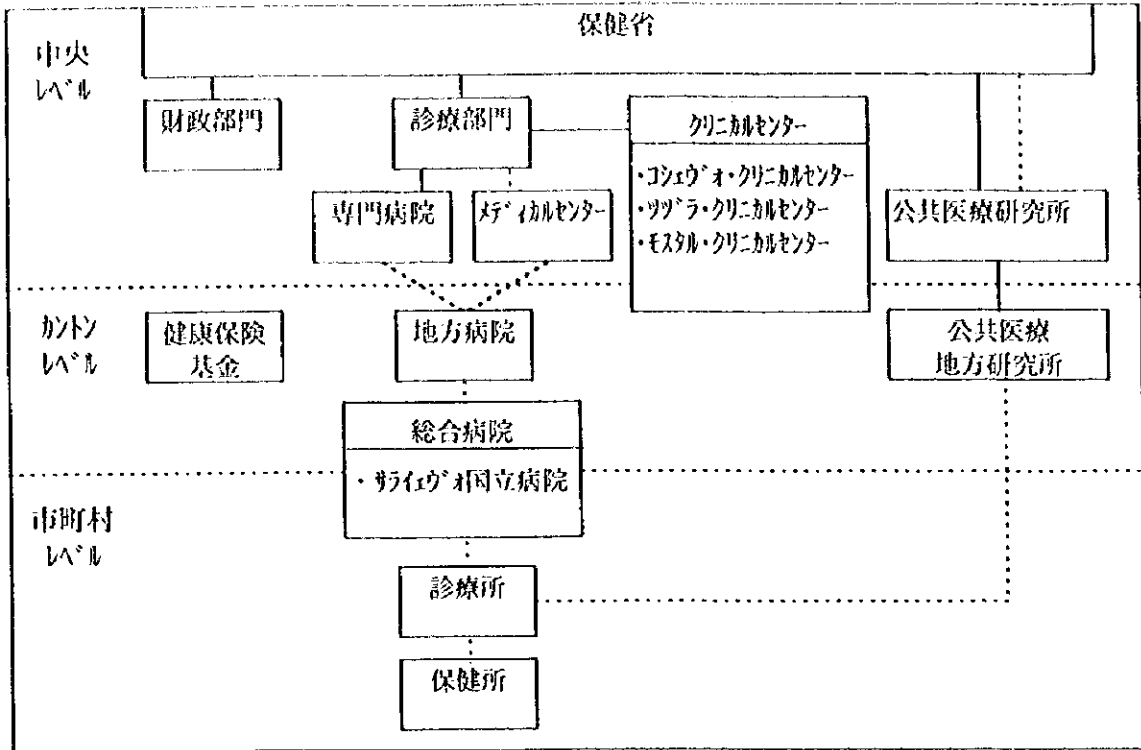 保健省
中央
ﾚﾍﾞﾙ
財政部門
診療部門
クリニカルセンター
・コシェヴォ・クリニカルセンター
・ツヅラ・クリニカルセンター
・モスタル・クリニカルセンター
専門病院
メディカルセンター
公共医療研究所
カントン
ﾚﾍﾞﾙ
健康保険
基金
地方病院
公共医療
地方研究所
総合病院
・サライェヴォ国立病院
市町村
ﾚﾍﾞﾙ
診療所
保健所